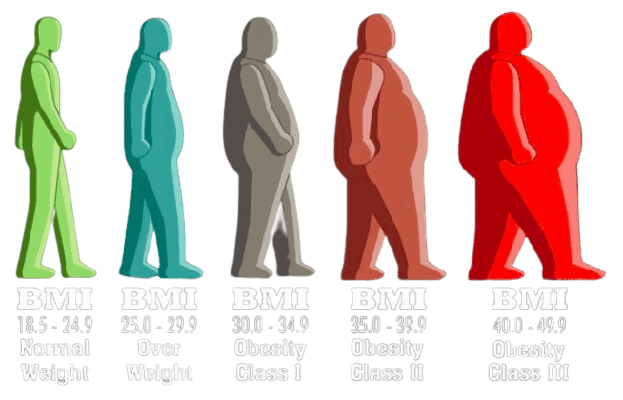 BMI
18.5 - 24.9
Normal
Weight
BMI
25.0 - 29.9
Over
Weight
BMI
30.0 - 34.9
Obesity
Class I
BMI
35.0 - 39.9
Obesity
Class II
BMI
40.0 - 49.9
Obesity
Class III